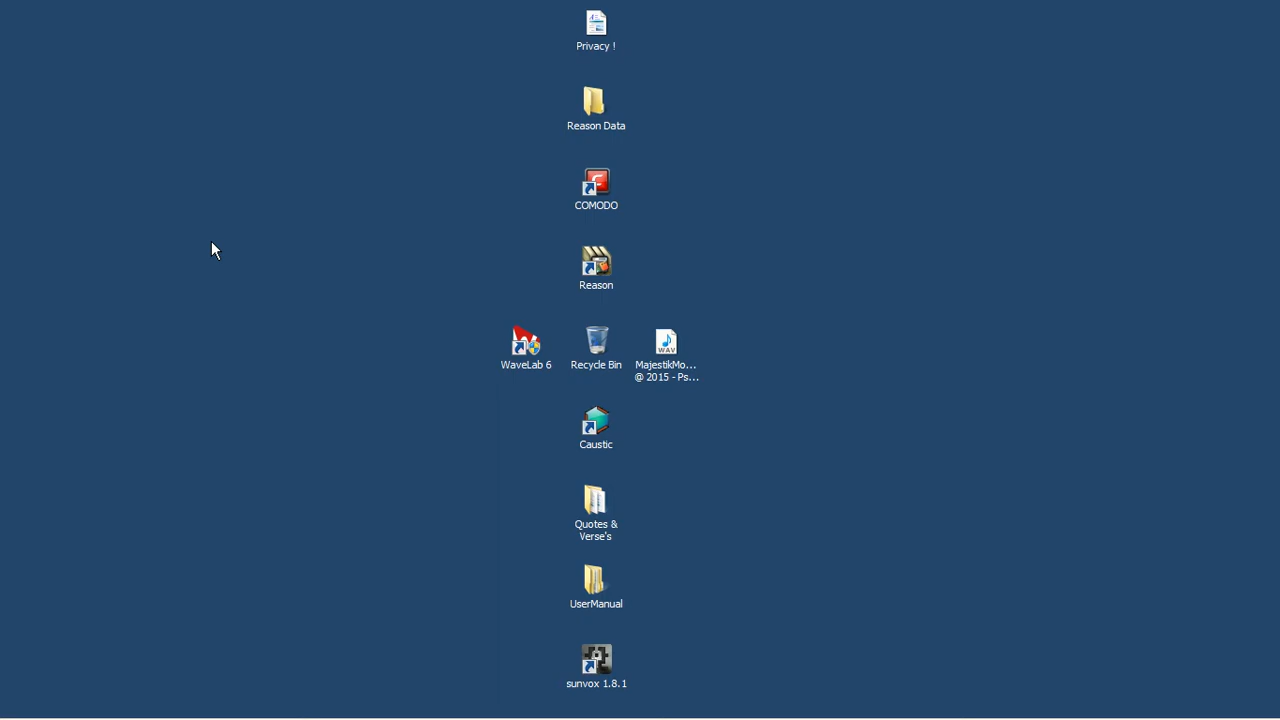 Privacy !
Reason Data
COMODO
Reason
WaveLab 6
Recycle Bin
MajestikMo...
@ 2015 - Ps...
WAV
Caustic
Quotes &
Verse's
UserManual
sunvox 1.8.1